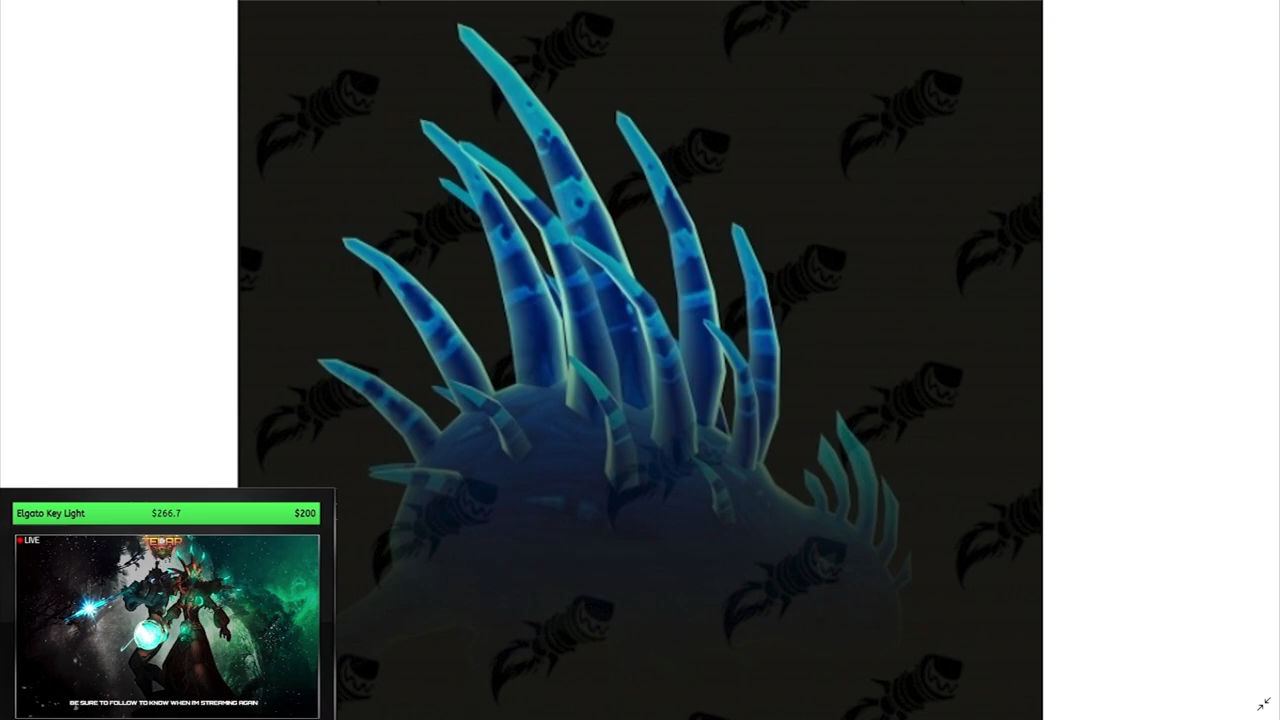 Elgato Key Light $266.7 $200
LIVE
BE SURE TO FOLLOW TO KNOW WHEN I'M STREAMING AGAIN